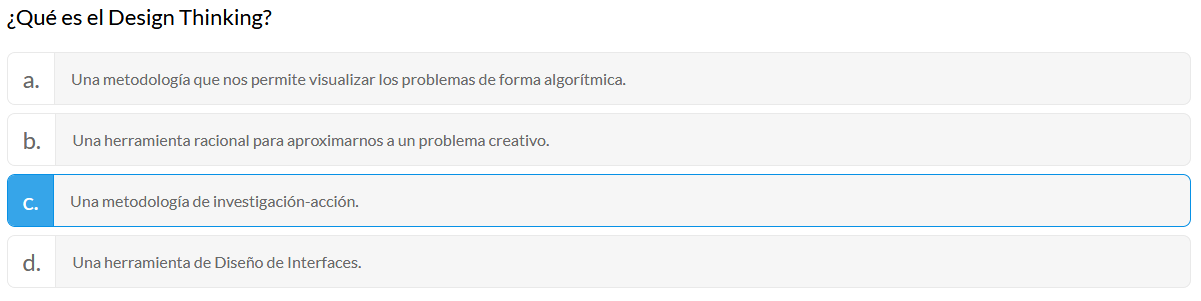 ¿Qué es el Design Thinking?
a. Una metodología que nos permite visualizar los problemas de forma algorítmica.
b. Una herramienta racional para aproximarnos a un problema creativo.
c. Una metodología de investigación-acción.
d. Una herramienta de Diseño de Interfaces.